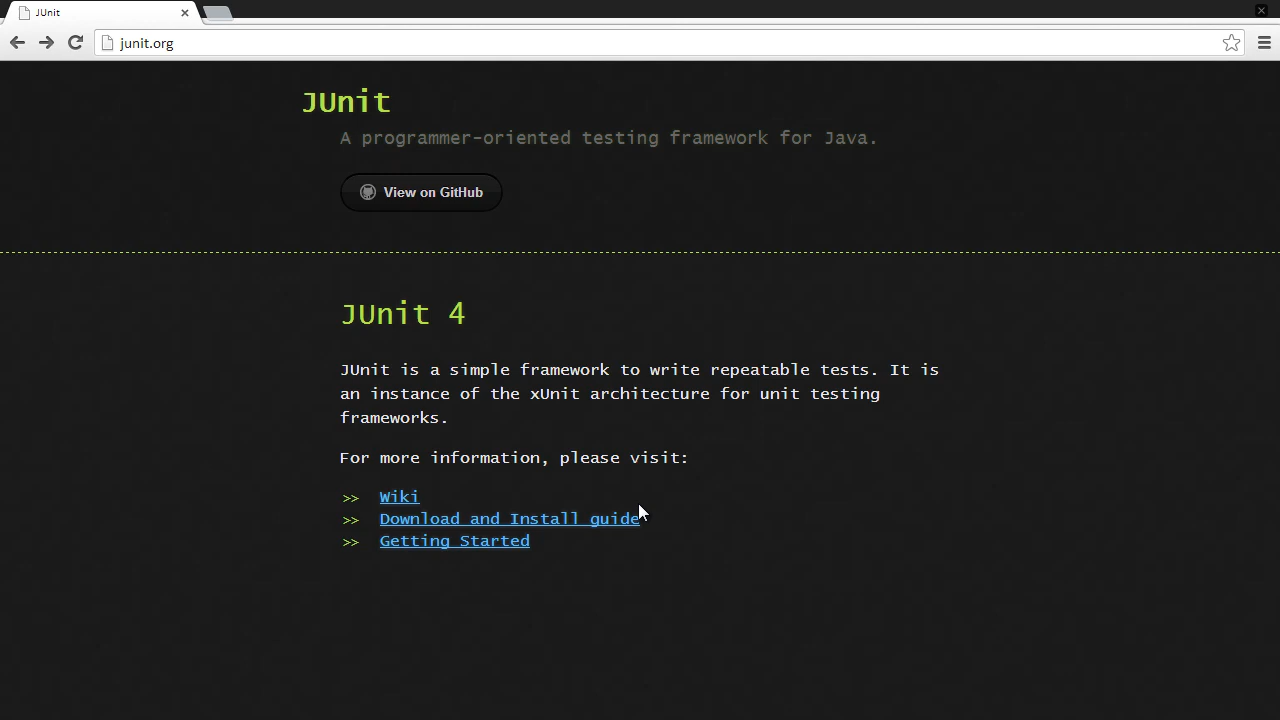 JUnit
junit.org
JUnit
A programmer-oriented testing framework for Java.
View on GitHub
JUnit 4
JUnit is a simple framework to write repeatable tests. It is
an instance of the xUnit architecture for unit testing
frameworks.
For more information, please visit:
>> Wiki
>> Download and Install guide
>> Getting Started